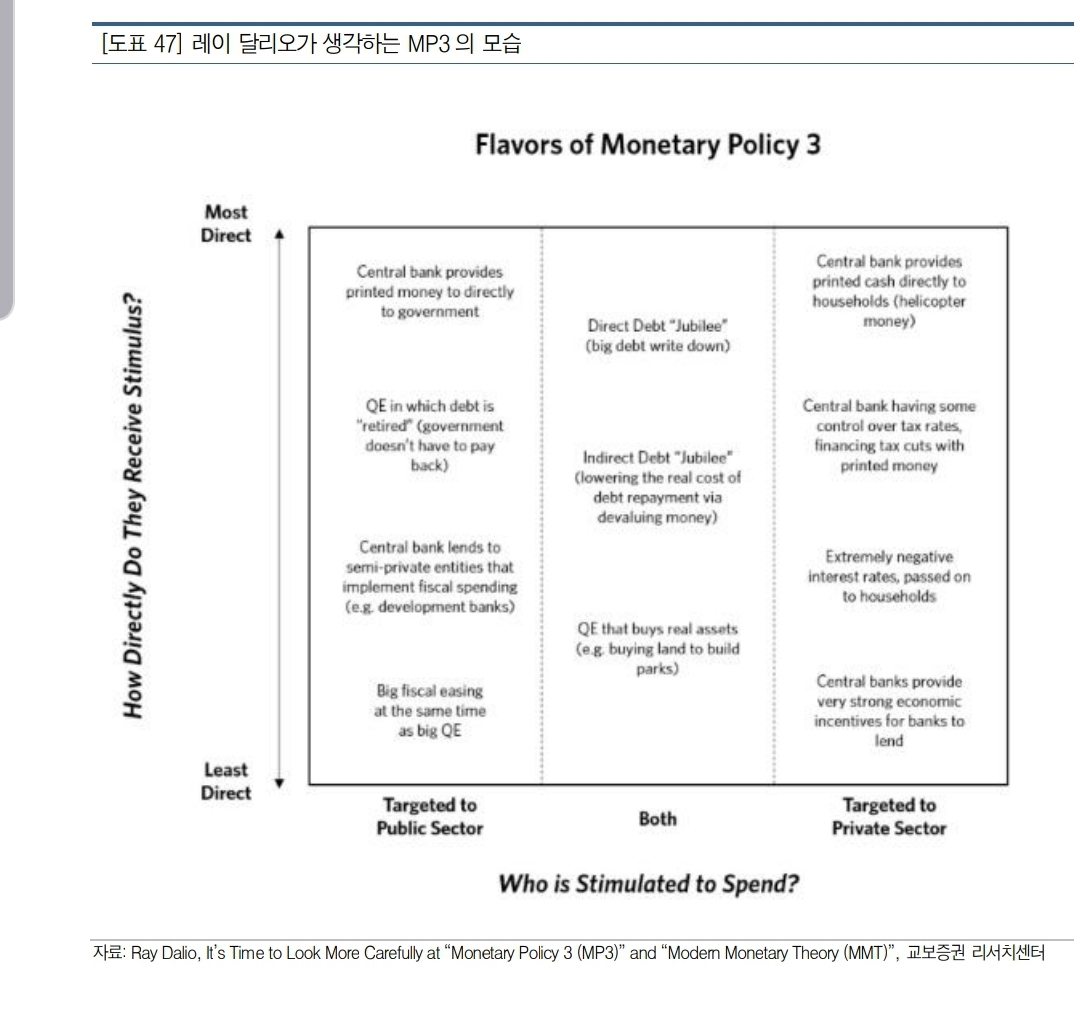 [도표 47] 레이 달리오가 생각하는 MP3의 모습
Flavors of Monetary Policy 3
Most
Direct
How Directly Do They Receive Stimulus?
Least
Direct
Central bank provides
printed money to directly
to government
QE in which debt is
"retired" (government
doesn't have to pay
back)
Central bank lends to
semi-private entities that
implement fiscal spending
(e.g. development banks)
Big fiscal easing
at the same time
as big QE
Targeted to
Public Sector
Direct Debt "Jubilee"
(big debt write down)
Indirect Debt "Jubilee"
(lowering the real cost of
debt repayment via
devaluing money)
QE that buys real assets
(e.g. buying land to build
parks)
Both
Central bank provides
printed cash directly to
households (helicopter
money)
Central bank having some
control over tax rates,
financing tax cuts with
printed money
Extremely negative
interest rates, passed on
to households
Central banks provide
very strong economic
incentives for banks to
lend
Targeted to
Private Sector
Who is Stimulated to Spend?
자료: Ray Dalio, It's Time to Look More Carefully at "Monetary Policy 3 (MP3)" and "Modern Monetary Theory (MMT)", 교보증권 리서치센터